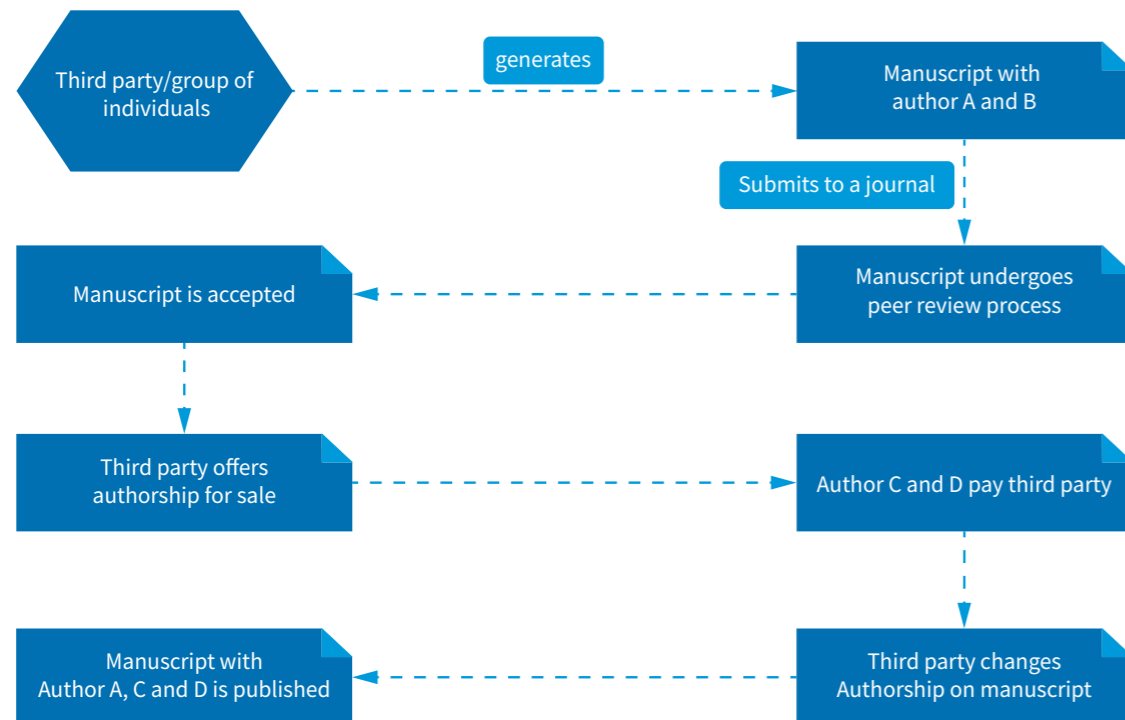 Third party/group of
individuals
generates
Manuscript with
author A and B
Submits to a journal
Manuscript undergoes
peer review process
Manuscript is accepted
Third party offers
authorship for sale
Author C and D pay third party
Third party changes
Authorship on manuscript
Manuscript with
Author A, C and D is published